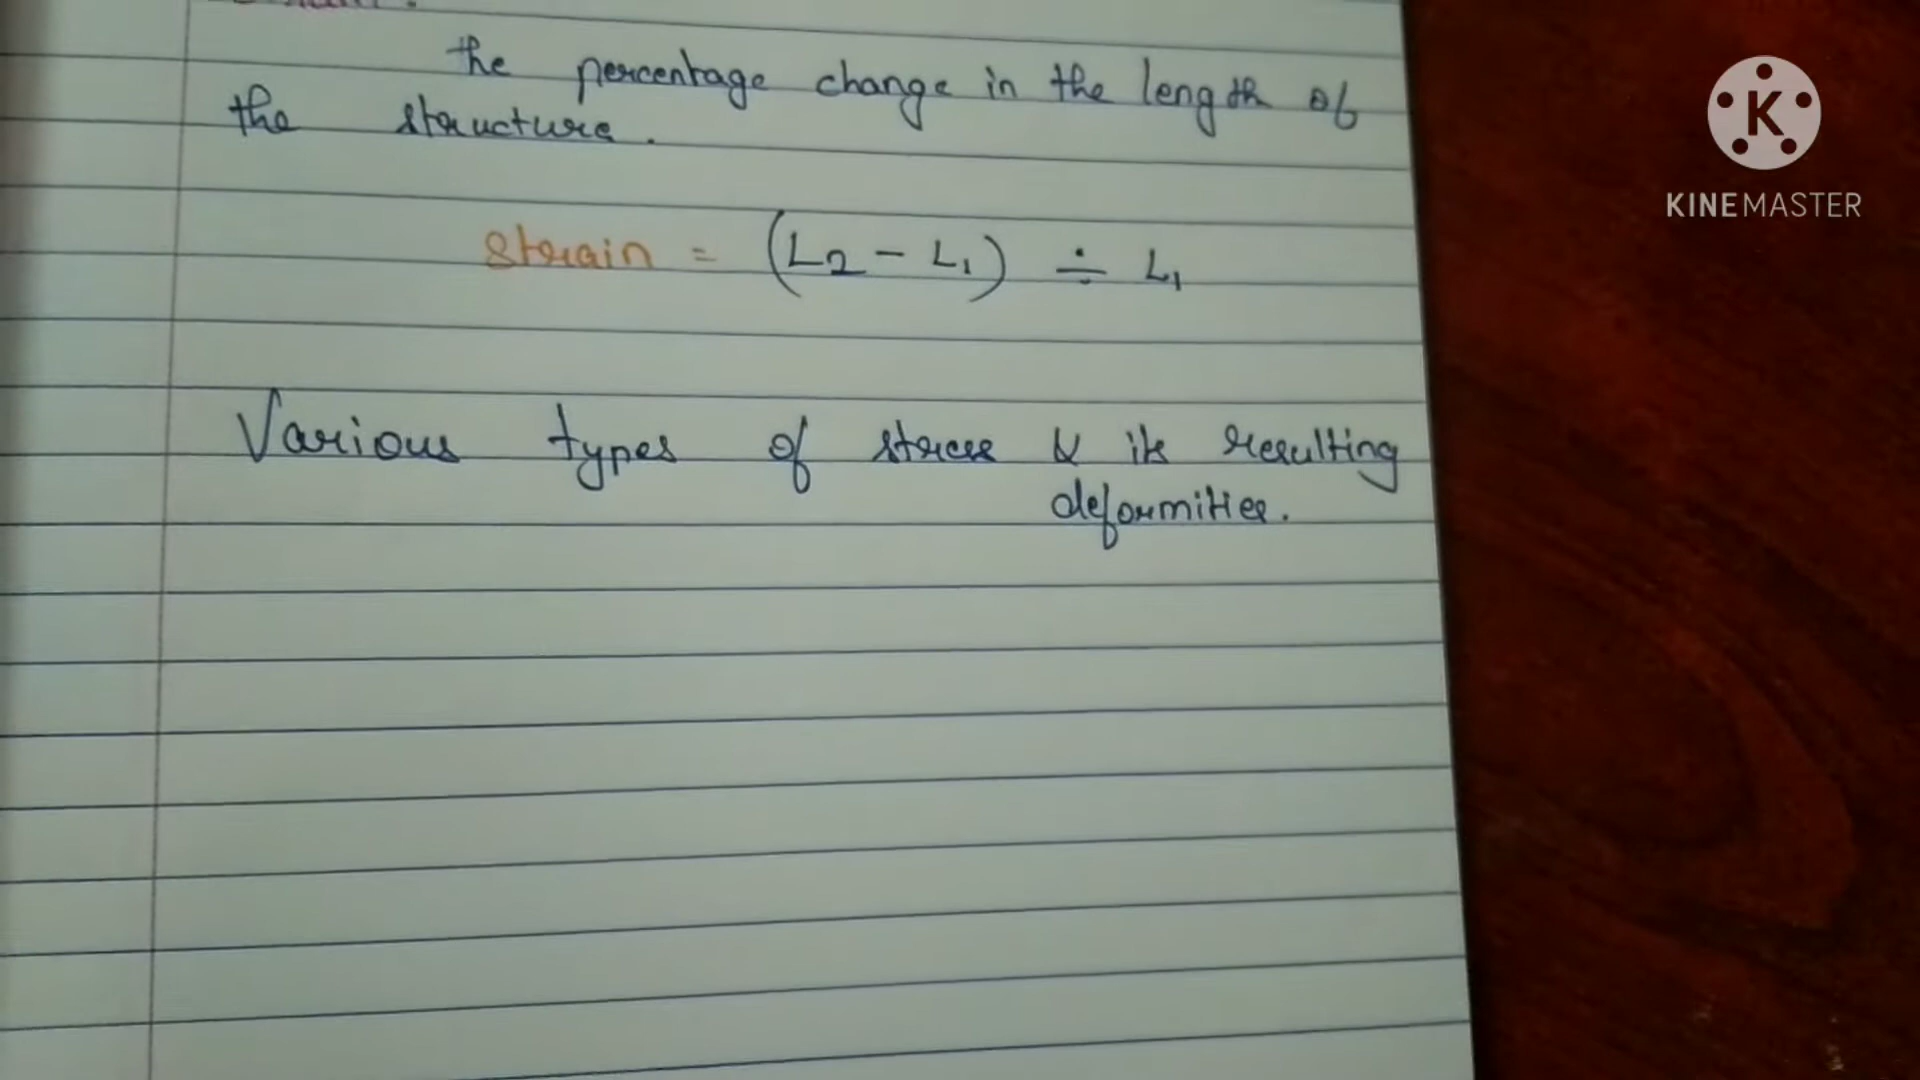 the percentage change in the length of
the structure.
Strain = (L2 - L1) ÷ L1
Various types of stress & its resulting
deformities.
K
KINEMASTER